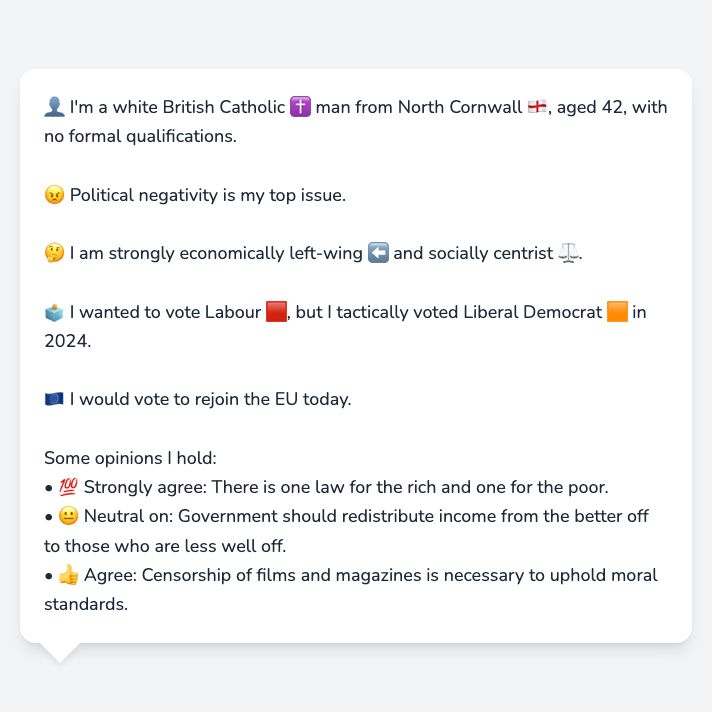 👤 I'm a white British Catholic ✝️ man from North Cornwall 🏴󠁧󠁢󠁥󠁮󠁧󠁿, aged 42, with
no formal qualifications.
😠 Political negativity is my top issue.
🤔 I am strongly economically left-wing ⬅️ and socially centrist ⚖️.
🗳️ I wanted to vote Labour 🟥, but I tactically voted Liberal Democrat 🟧 in
2024.
🇪🇺 I would vote to rejoin the EU today.
Some opinions I hold:
• 💯 Strongly agree: There is one law for the rich and one for the poor.
• 😐 Neutral on: Government should redistribute income from the better off
to those who are less well off.
• 👍 Agree: Censorship of films and magazines is necessary to uphold moral
standards.